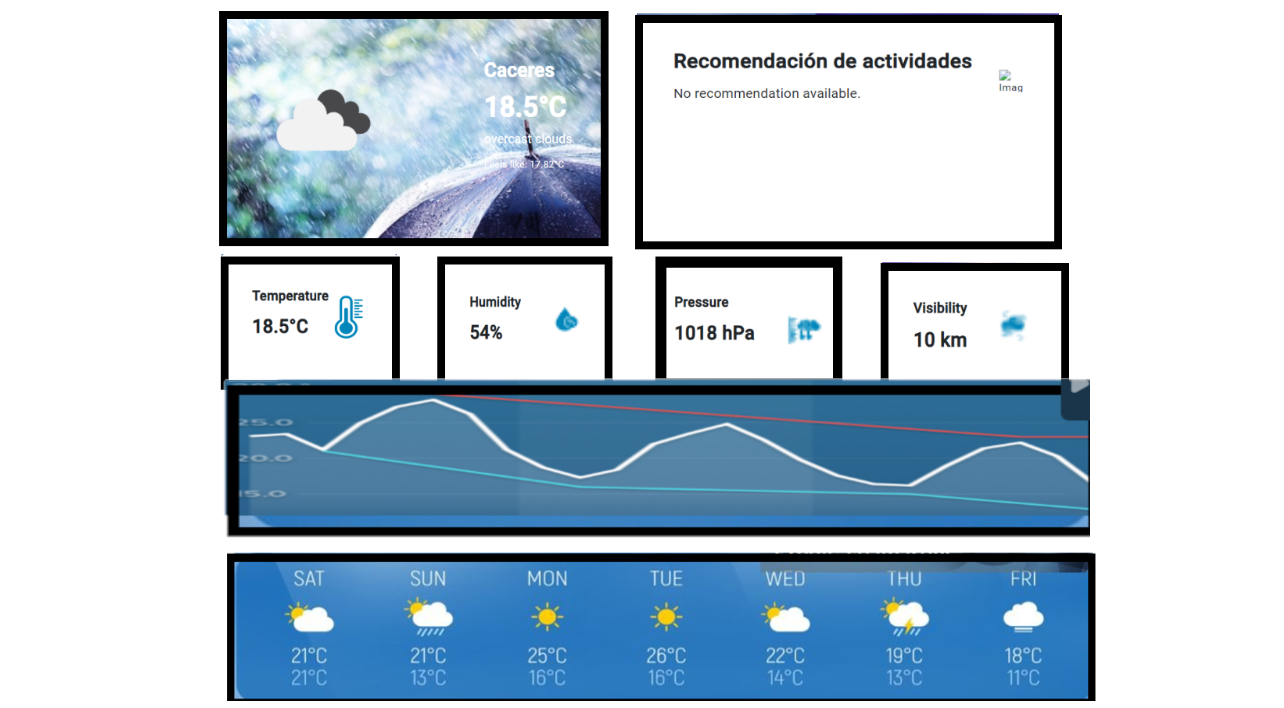 Caceres
18.5°C
overcast clouds
Feels like: 17.82°C
Recomendación de actividades
No recommendation available.
Imag
Temperature
18.5°C
Humidity
54%
Pressure
1018 hPa
Visibility
10 km
25.0
20.0
15.0
SAT SUN MON TUE WED THU FRI
21°C 21°C 25°C 26°C 22°C 19°C 18°C
21°C 13°C 16°C 16°C 14°C 13°C 11°C